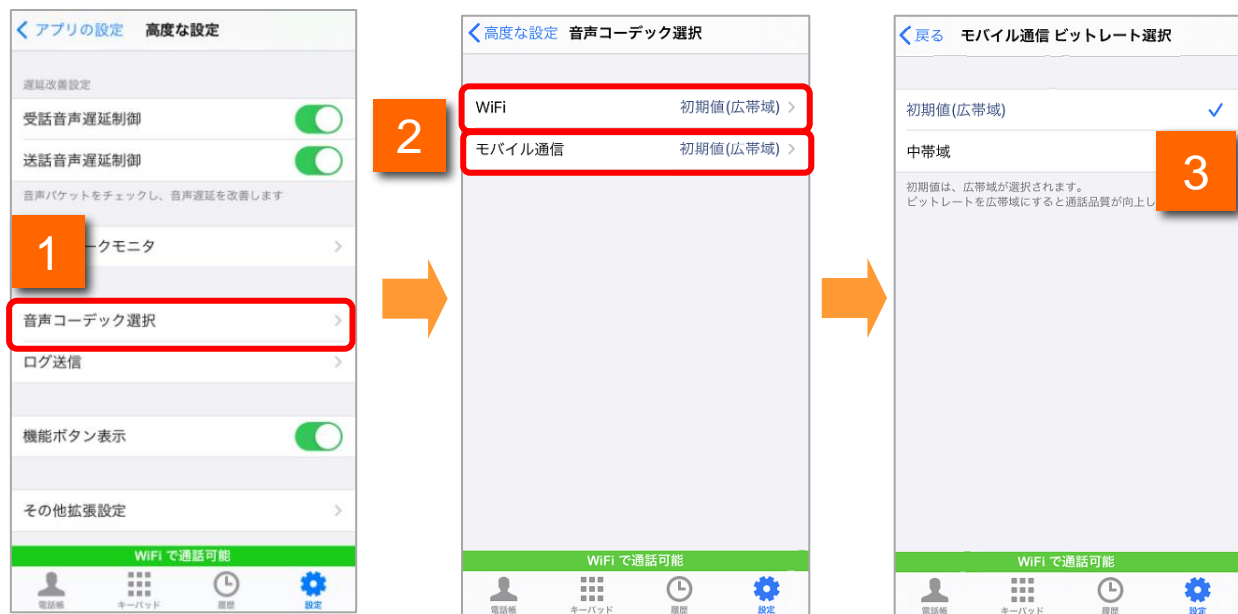 アプリの設定 高度な設定
遅延改善設定
受話音声遅延制御
送話音声遅延制御
音声パケットをチェックし、音声遅延を改善します
1
ークモニタ
音声コーデック選択
ログ送信
機能ボタン表示
その他拡張設定
WiFi で通話可能
電話帳 キーパッド 履歴 設定
高度な設定 音声コーデック選択
2
WiFi 初期値(広帯域)
モバイル通信 初期値(広帯域)
WiFi で通話可能
電話帳 キーパッド 履歴 設定
戻る モバイル通信 ビットレート選択
初期値(広帯域)
中帯域
3
初期値は、広帯域が選択されます。
ビットレートを広帯域にすると通話品質が向上し
WiFi で通話可能
電話帳 キーパッド 履歴 設定